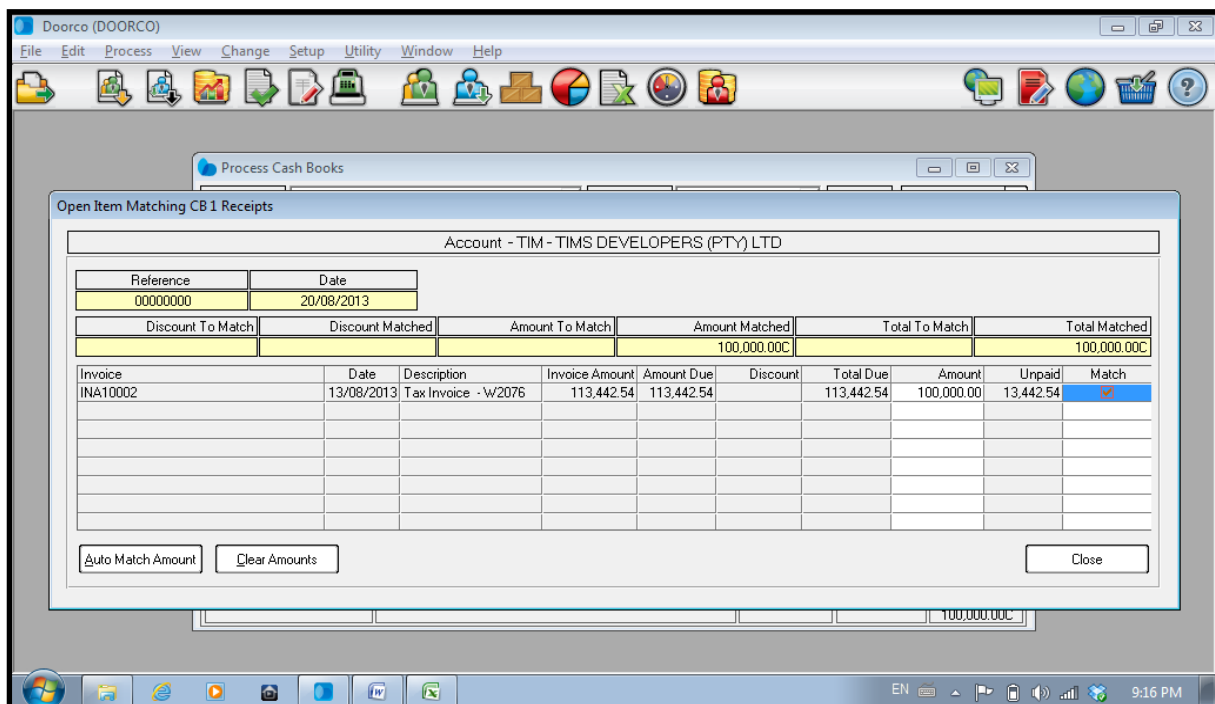 Doorco (DOORCO)
File Edit Process View Change Setup Utility Window Help
Process Cash Books
Open Item Matching CB 1 Receipts
Account - TIM - TIMS DEVELOPERS (PTY) LTD
Reference Date
00000000 20/08/2013
Discount To Match Discount Matched Amount To Match Amount Matched Total To Match Total Matched
100,000.00C 100,000.00C
Invoice Date Description Invoice Amount Amount Due Discount Total Due Amount Unpaid Match
INA10002 13/08/2013 Tax Invoice - W2076 113,442.54 113,442.54 113,442.54 100,000.00 13,442.54
Auto Match Amount Clear Amounts Close
100,000.00C
EN 9:16 PM